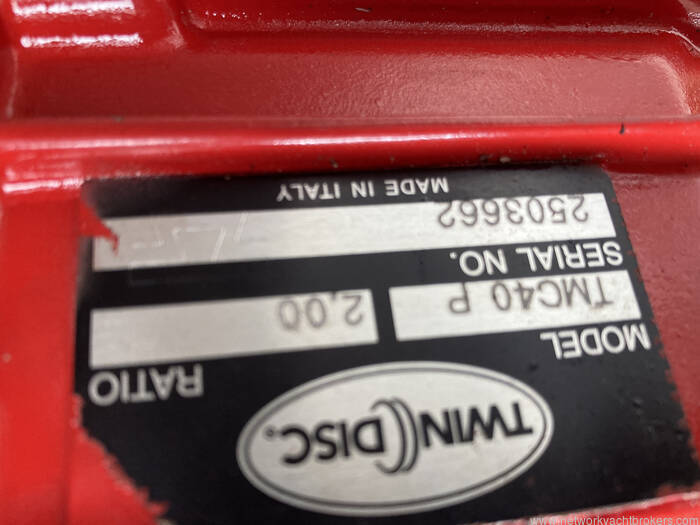 TWIN DISC.
MODEL RATIO
TMC40 P 2,00
SERIAL NO.
2503662
MADE IN ITALY
www.networkyachtbrokers.com